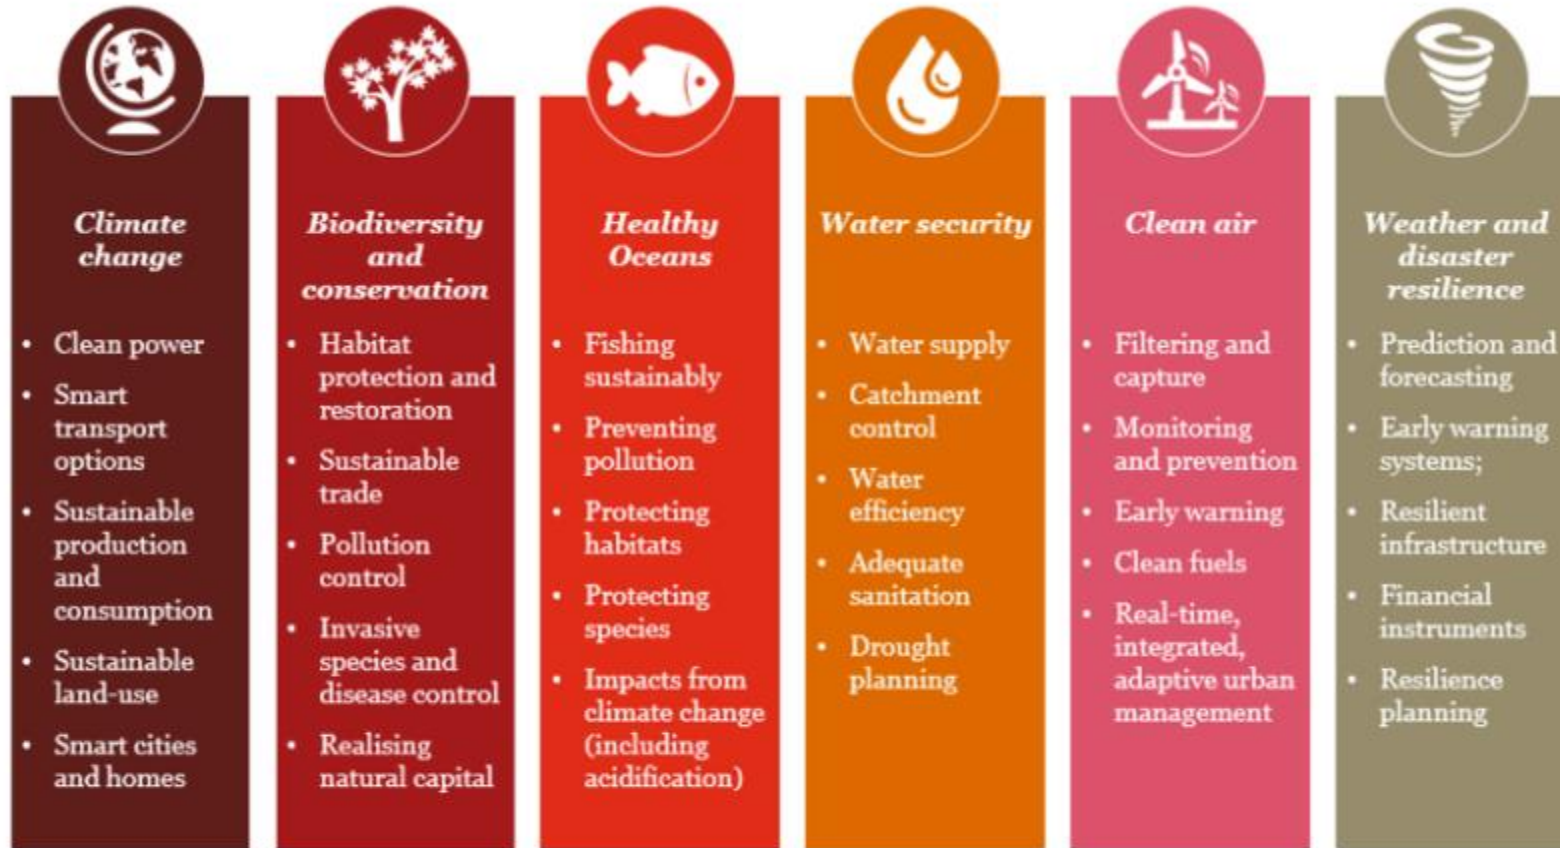 Climate
change
• Clean power
• Smart
transport
options
• Sustainable
production
and
consumption
• Sustainable
land-use
• Smart cities
and homes
Biodiversity
and
conservation
• Habitat
protection and
restoration
• Sustainable
trade
• Pollution
control
• Invasive
species and
disease control
• Realising
natural capital
Healthy
Oceans
• Fishing
sustainably
• Preventing
pollution
• Protecting
habitats
• Protecting
species
• Impacts from
climate change
(including
acidification)
Water security
• Water supply
• Catchment
control
• Water
efficiency
• Adequate
sanitation
• Drought
planning
Clean air
• Filtering and
capture
• Monitoring
and prevention
• Early warning
• Clean fuels
• Real-time,
integrated,
adaptive urban
management
Weather and
disaster
resilience
• Prediction and
forecasting
• Early warning
systems;
• Resilient
infrastructure
• Financial
instruments
• Resilience
planning